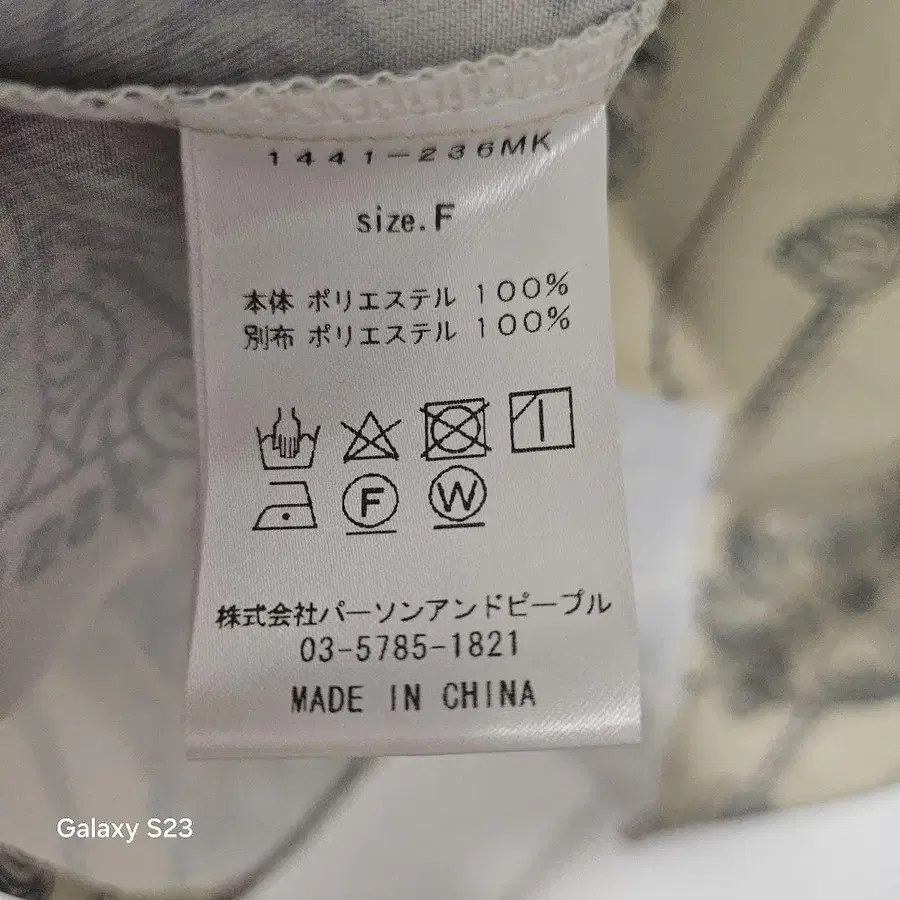 1441-236MK
size.F
本体 ポリエステル 100%
別布 ポリエステル 100%
F W
株式会社パーソンアンドピープル
03-5785-1821
MADE IN CHINA
Galaxy S23